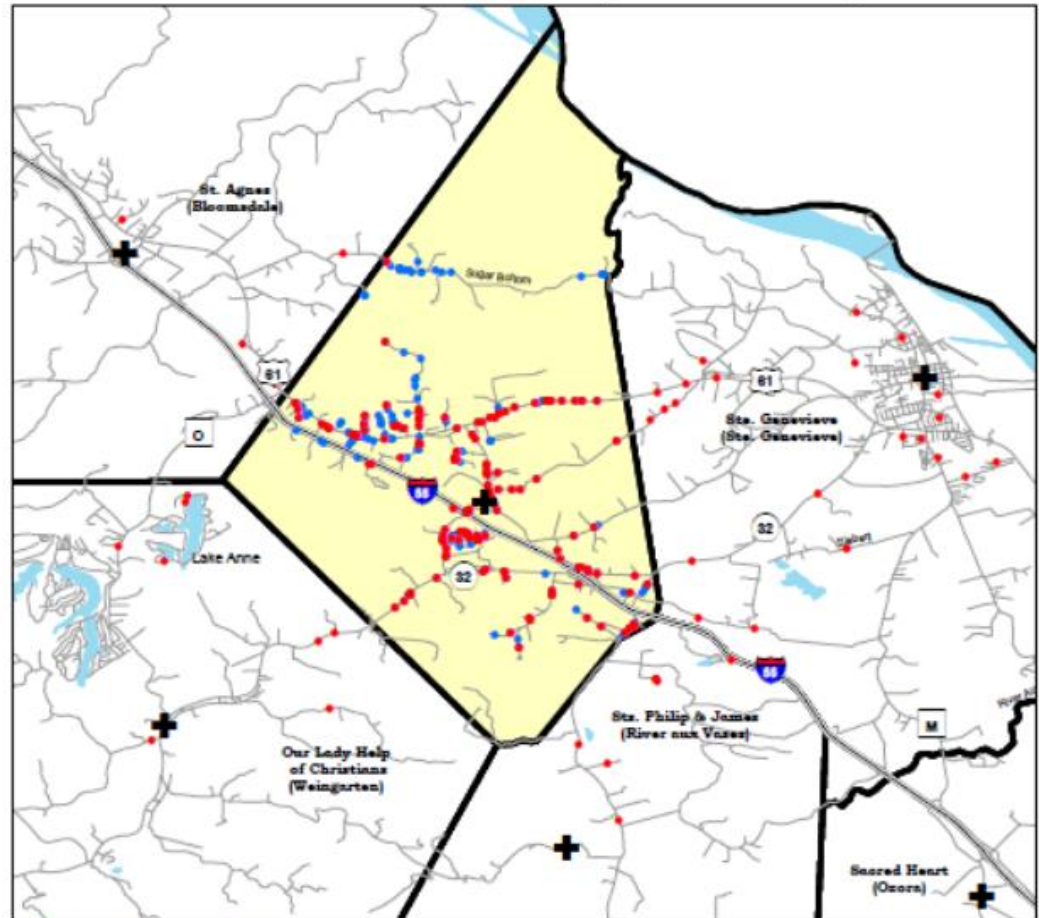 St. Agnes
(Bloomsdale)
Sugar Bottom
61
61
O
Ste. Genevieve
(Ste. Genevieve)
55
32
Lake Anne
32
55
Sts. Philip & James
(River aux Vases)
M
Our Lady Help
of Christians
(Weingarten)
Sacred Heart
(Ozora)